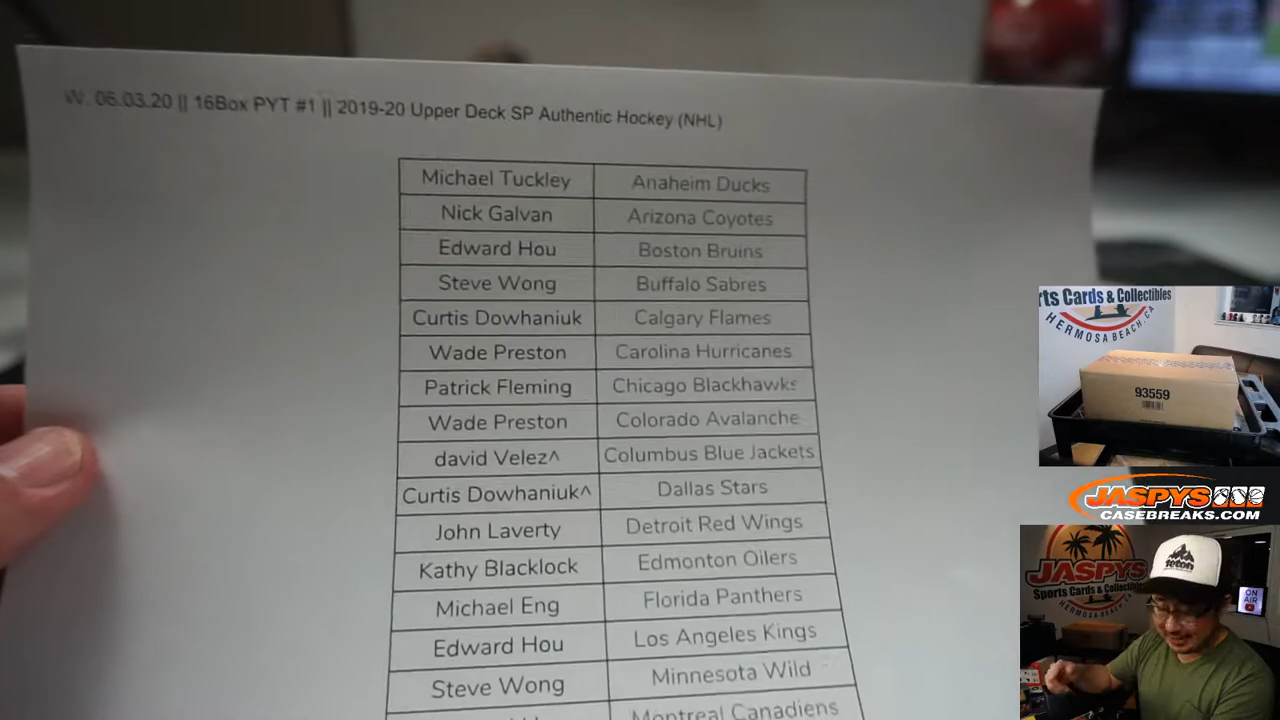 W. 06.03.20 || 16Box PYT #1 || 2019-20 Upper Deck SP Authentic Hockey (NHL)
Michael Tuckley Anaheim Ducks
Nick Galvan Arizona Coyotes
Edward Hou Boston Bruins
Steve Wong Buffalo Sabres
Curtis Dowhaniuk Calgary Flames
Wade Preston Carolina Hurricanes
Patrick Fleming Chicago Blackhawks
Wade Preston Colorado Avalanche
david Velez^ Columbus Blue Jackets
Curtis Dowhaniuk^ Dallas Stars
John Laverty Detroit Red Wings
Kathy Blacklock Edmonton Oilers
Michael Eng Florida Panthers
Edward Hou Los Angeles Kings
Steve Wong Minnesota Wild
Montreal Canadiens
rts Cards & Collectibles
HERMOSA BEACH, CA
93559
JASPYS
CASEBREAKS.COM
JASPYS
Sports Cards & Collectibles
HERMOSA BEACH
teton
ON
AIR